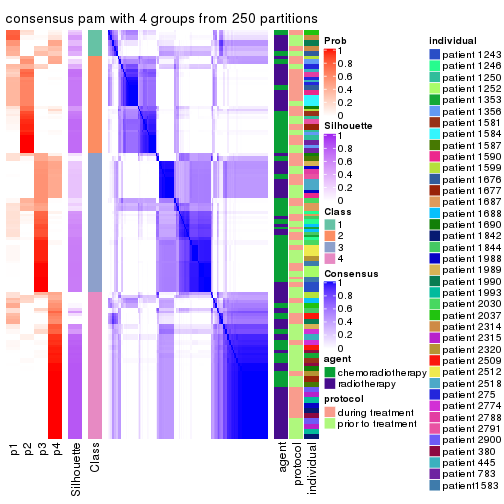 consensus pam with 4 groups from 250 partitions
p1
p2
p3
p4
Silhouette
Class
agent
protocol
individual
Prob
1
0.8
0.6
0.4
0.2
0
Silhouette
1
0.8
0.6
0.4
0.2
0
Class
1
2
3
4
Consensus
1
0.8
0.6
0.4
0.2
0
agent
chemoradiotherapy
radiotherapy
protocol
during treatment
prior to treatment
individual
patient 1243
patient 1246
patient 1250
patient 1252
patient 1353
patient 1356
patient 1581
patient 1584
patient 1587
patient 1590
patient 1599
patient 1676
patient 1677
patient 1687
patient 1688
patient 1690
patient 1842
patient 1844
patient 1988
patient 1989
patient 1990
patient 1993
patient 2030
patient 2037
patient 2314
patient 2315
patient 2320
patient 2509
patient 2512
patient 2518
patient 275
patient 2774
patient 2788
patient 2791
patient 2900
patient 380
patient 445
patient 783
patient1583